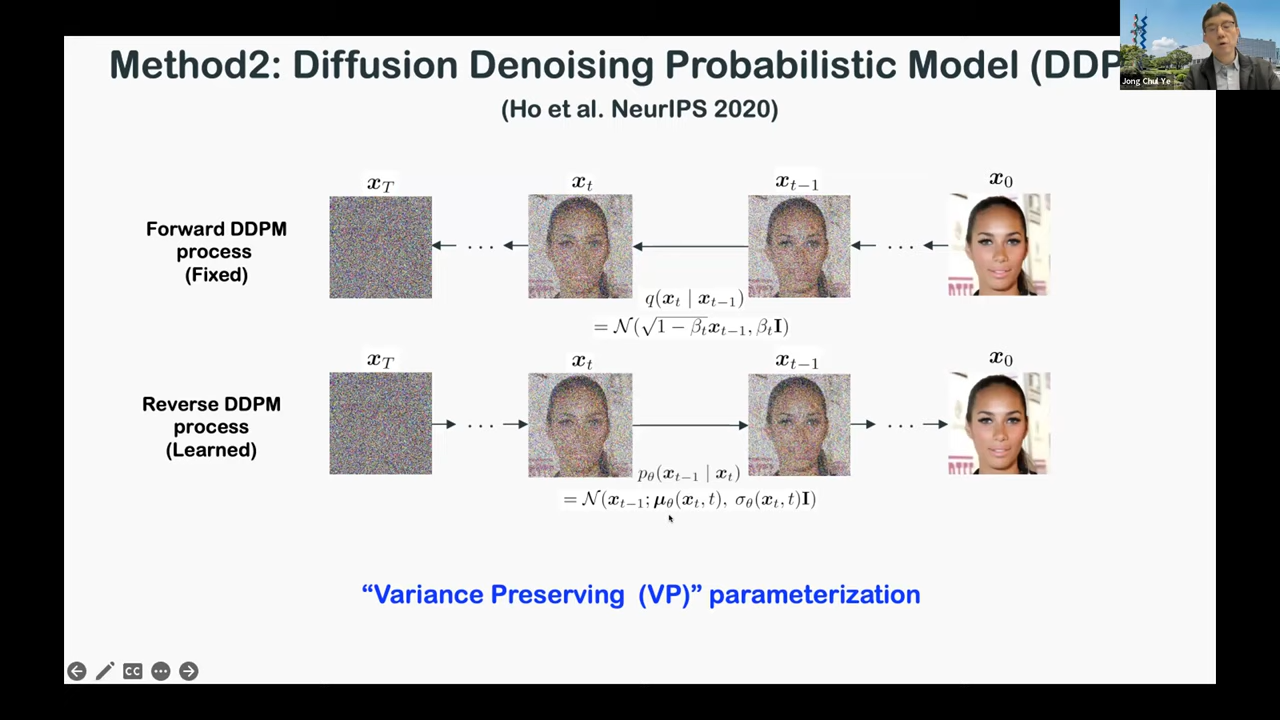 Method2: Diffusion Denoising Probabilistic Model (DDP
Jong Chul Ye
(Ho et al. NeurIPS 2020)
x_T x_t x_{t−1} x_0
Forward DDPM
process
(Fixed)
q(x_t | x_{t−1})
= N(√(1 − β_t)x_{t−1}, β_t I)
x_T x_t x_{t−1} x_0
Reverse DDPM
process
(Learned)
p_θ(x_{t−1} | x_t)
= N(x_{t−1}; μ_θ(x_t, t), σ_θ(x_t, t)I)
“Variance Preserving (VP)” parameterization
CC